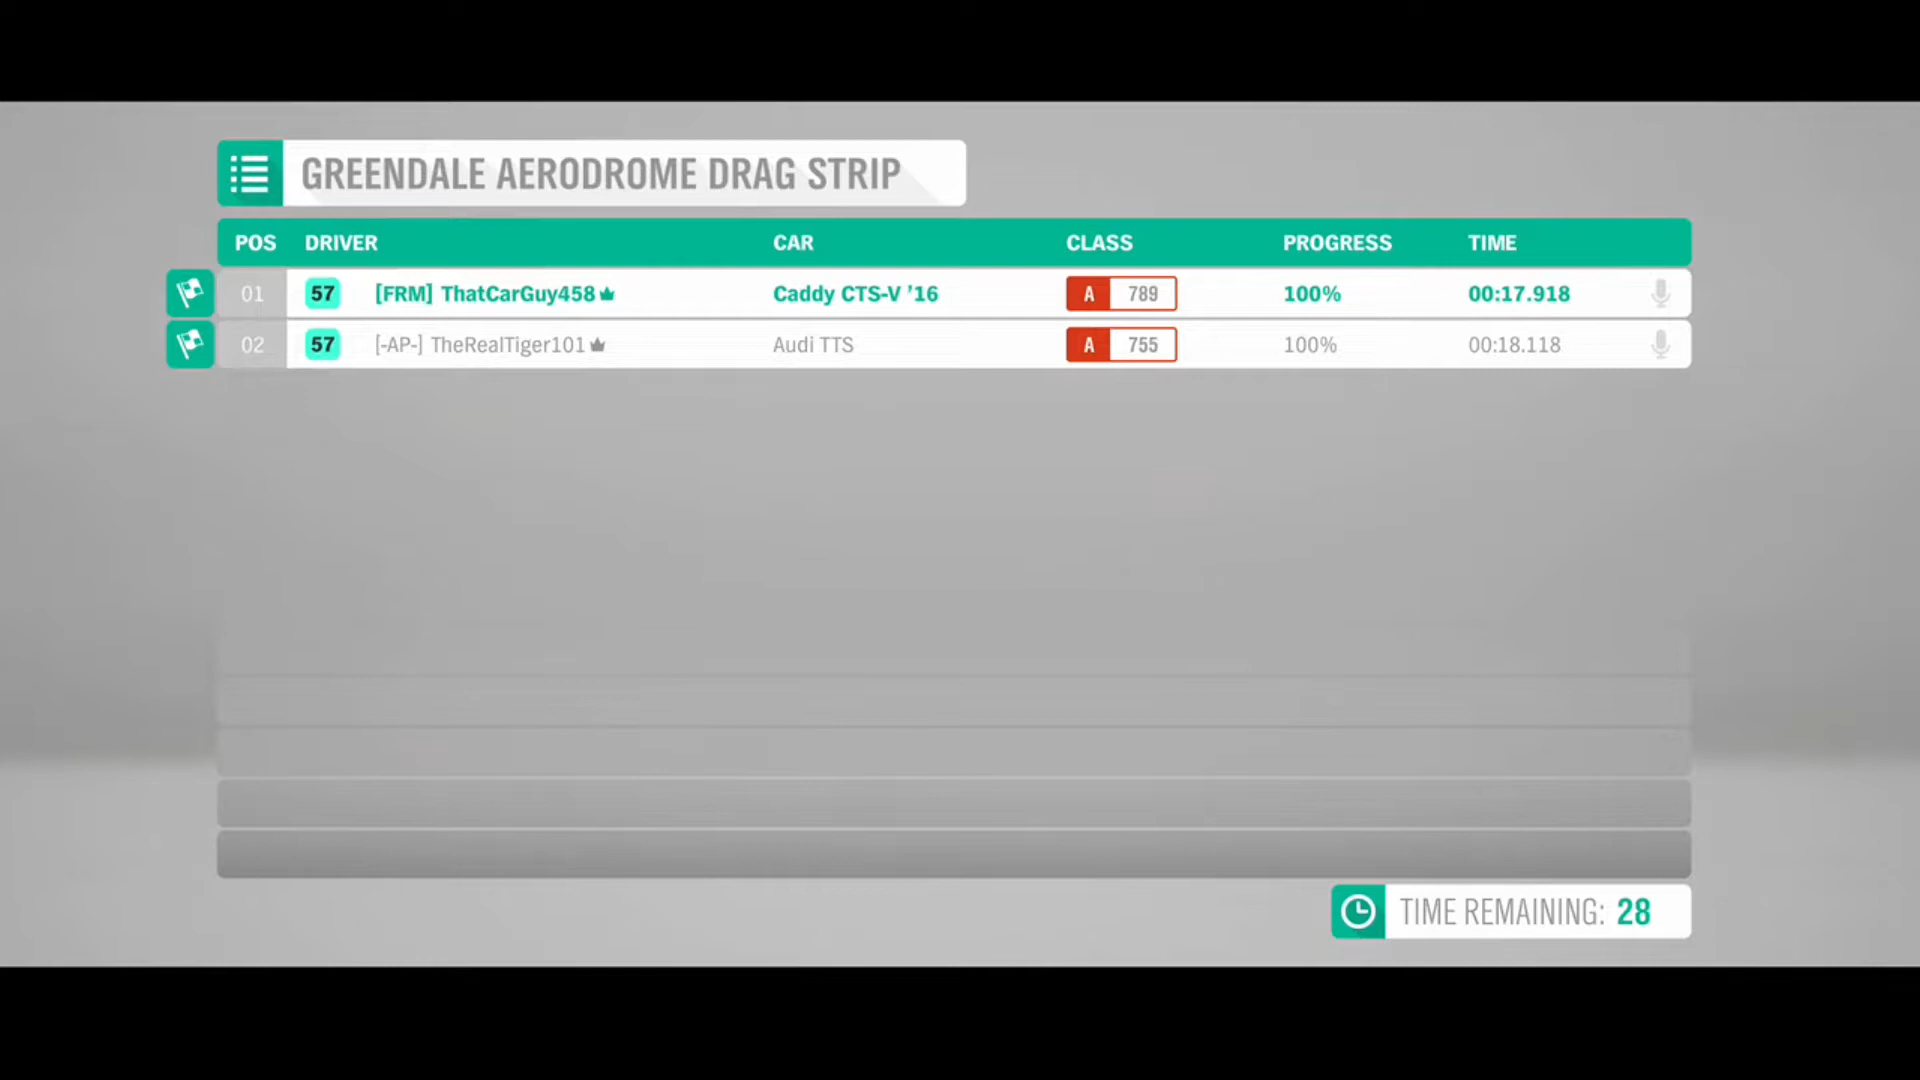 GREENDALE AERODROME DRAG STRIP
POS DRIVER CAR CLASS PROGRESS TIME
01 57 [FRM] ThatCarGuy458 Caddy CTS-V ’16 A 789 100% 00:17.918
02 57 [-AP-] TheRealTiger101 Audi TTS A 755 100% 00:18.118
TIME REMAINING: 28